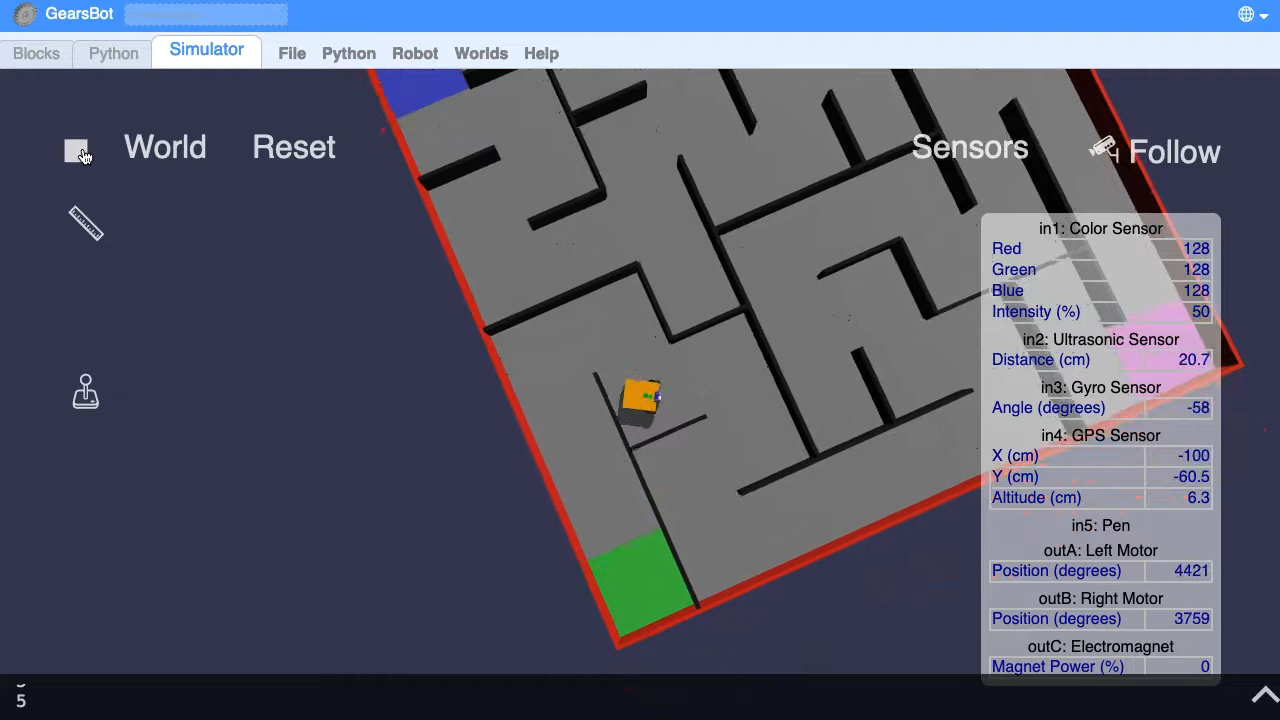 GearsBot
Blocks Python Simulator File Python Robot Worlds Help
World Reset Sensors Follow
in1: Color Sensor
Red 128
Green 128
Blue 128
Intensity (%) 50
in2: Ultrasonic Sensor
Distance (cm) 20.7
in3: Gyro Sensor
Angle (degrees) -58
in4: GPS Sensor
X (cm) -100
Y (cm) -60.5
Altitude (cm) 6.3
in5: Pen
outA: Left Motor
Position (degrees) 4421
outB: Right Motor
Position (degrees) 3759
outC: Electromagnet
Magnet Power (%) 0
5